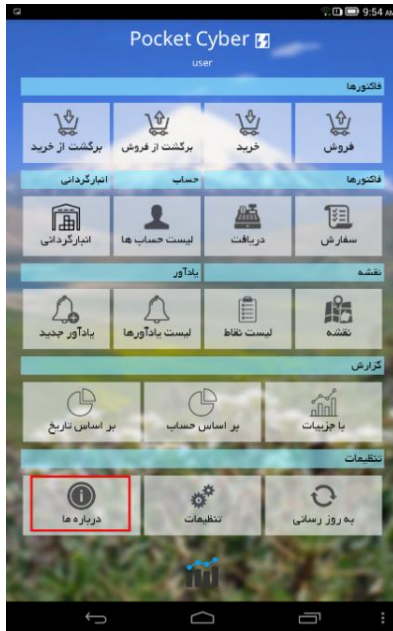 9:54 AM
Pocket Cyber
user
فاکتورها
فروش
خرید
برگشت از فروش
برگشت از خرید
فاکتورها
حساب
انبارگردانی
سفارش
دریافت
لیست حساب ها
انبارگردانی
نقشه
یادآور
نقشه
لیست نقاط
لیست یادآورها
یادآور جدید
گزارش
با جزییات
بر اساس حساب
بر اساس تاریخ
تنظیمات
به روز رسانی
تنظیمات
درباره ما